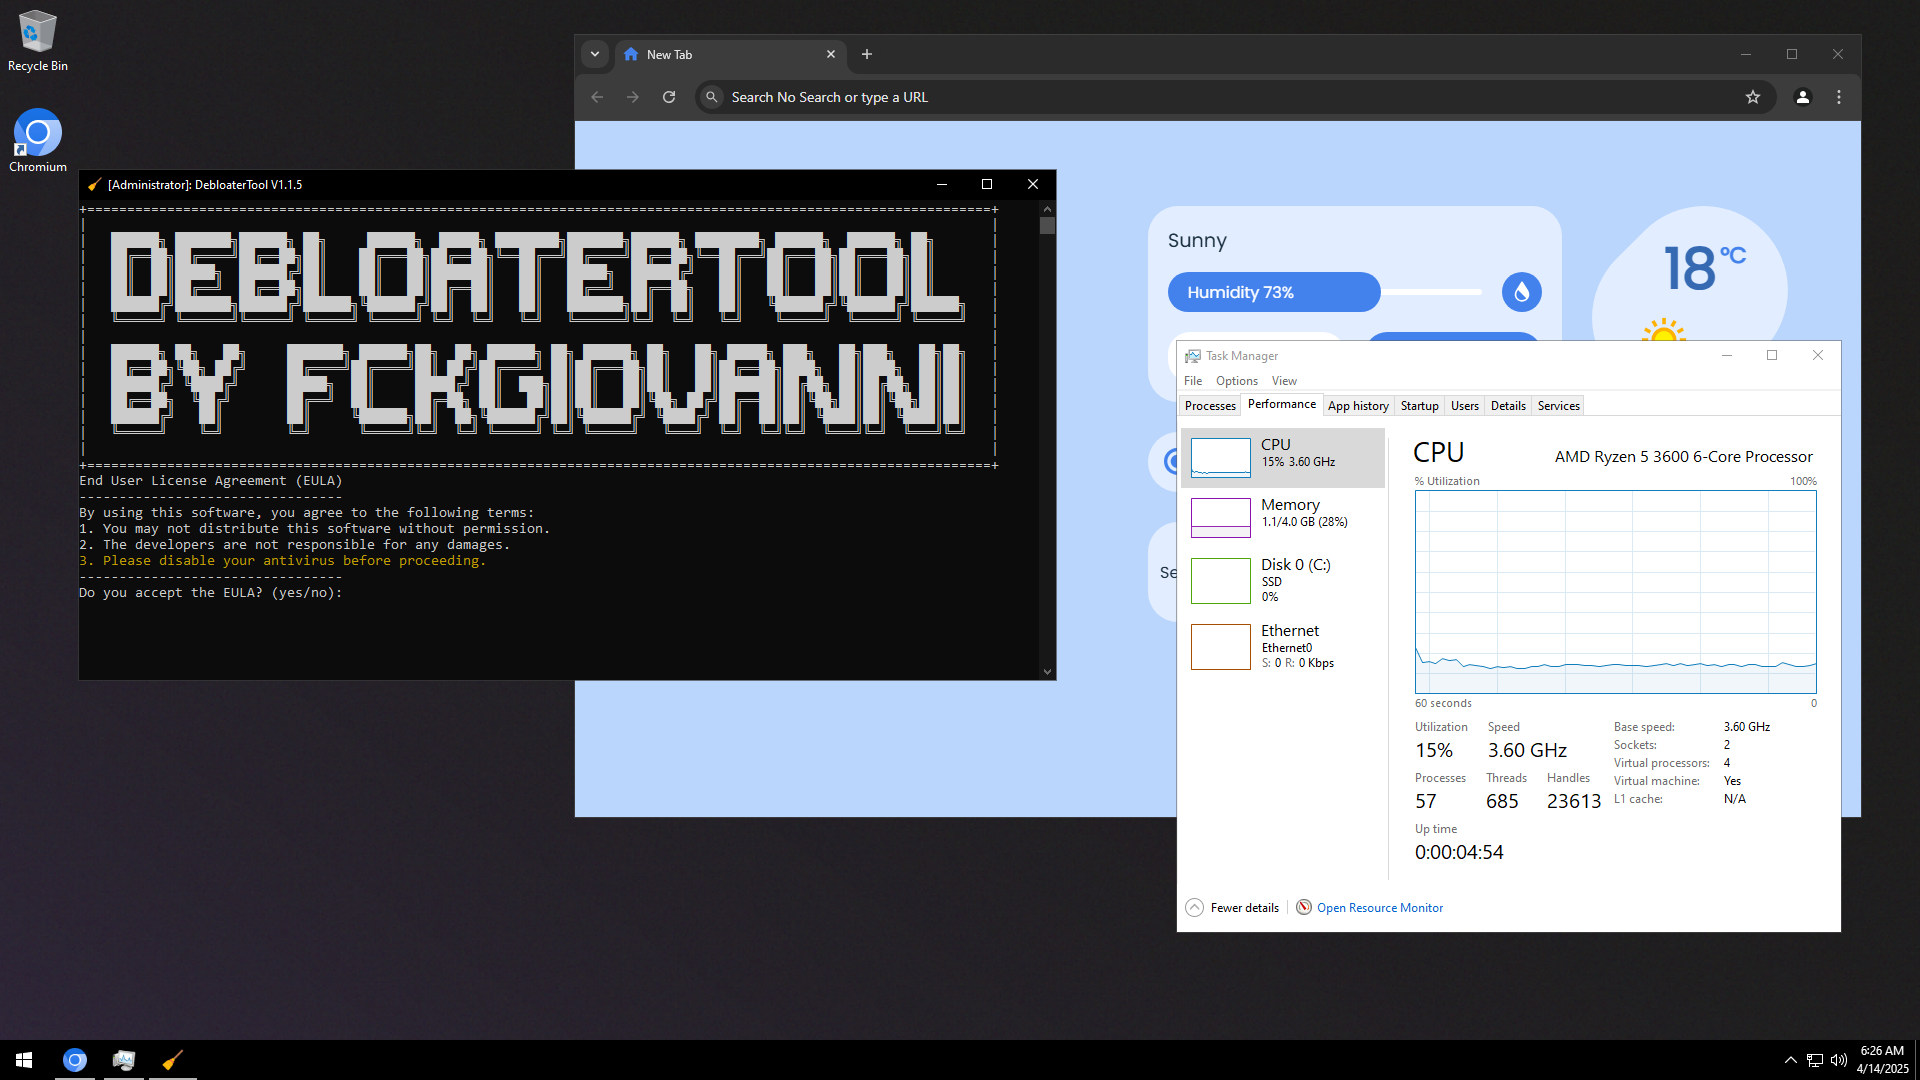 Recycle Bin
Chromium
New Tab
Search No Search or type a URL
Sunny
Humidity 73%
18°C
[Administrator]: DebloaterTool V1.1.5
DEBLOATERTOOL
BY FCKGIOVANNI
End User License Agreement (EULA)
---------------------------------
By using this software, you agree to the following terms:
1. You may not distribute this software without permission.
2. The developers are not responsible for any damages.
3. Please disable your antivirus before proceeding.
---------------------------------
Do you accept the EULA? (yes/no):
Se
Task Manager
File Options View
Processes Performance App history Startup Users Details Services
CPU
15% 3.60 GHz
Memory
1.1/4.0 GB (28%)
Disk 0 (C:)
SSD
0%
Ethernet
Ethernet0
S: 0 R: 0 Kbps
CPU AMD Ryzen 5 3600 6-Core Processor
% Utilization 100%
60 seconds 0
Utilization Speed
15% 3.60 GHz
Processes Threads Handles
57 685 23613
Up time
0:00:04:54
Base speed: 3.60 GHz
Sockets: 2
Virtual processors: 4
Virtual machine: Yes
L1 cache: N/A
Fewer details Open Resource Monitor
6:26 AM
4/14/2025